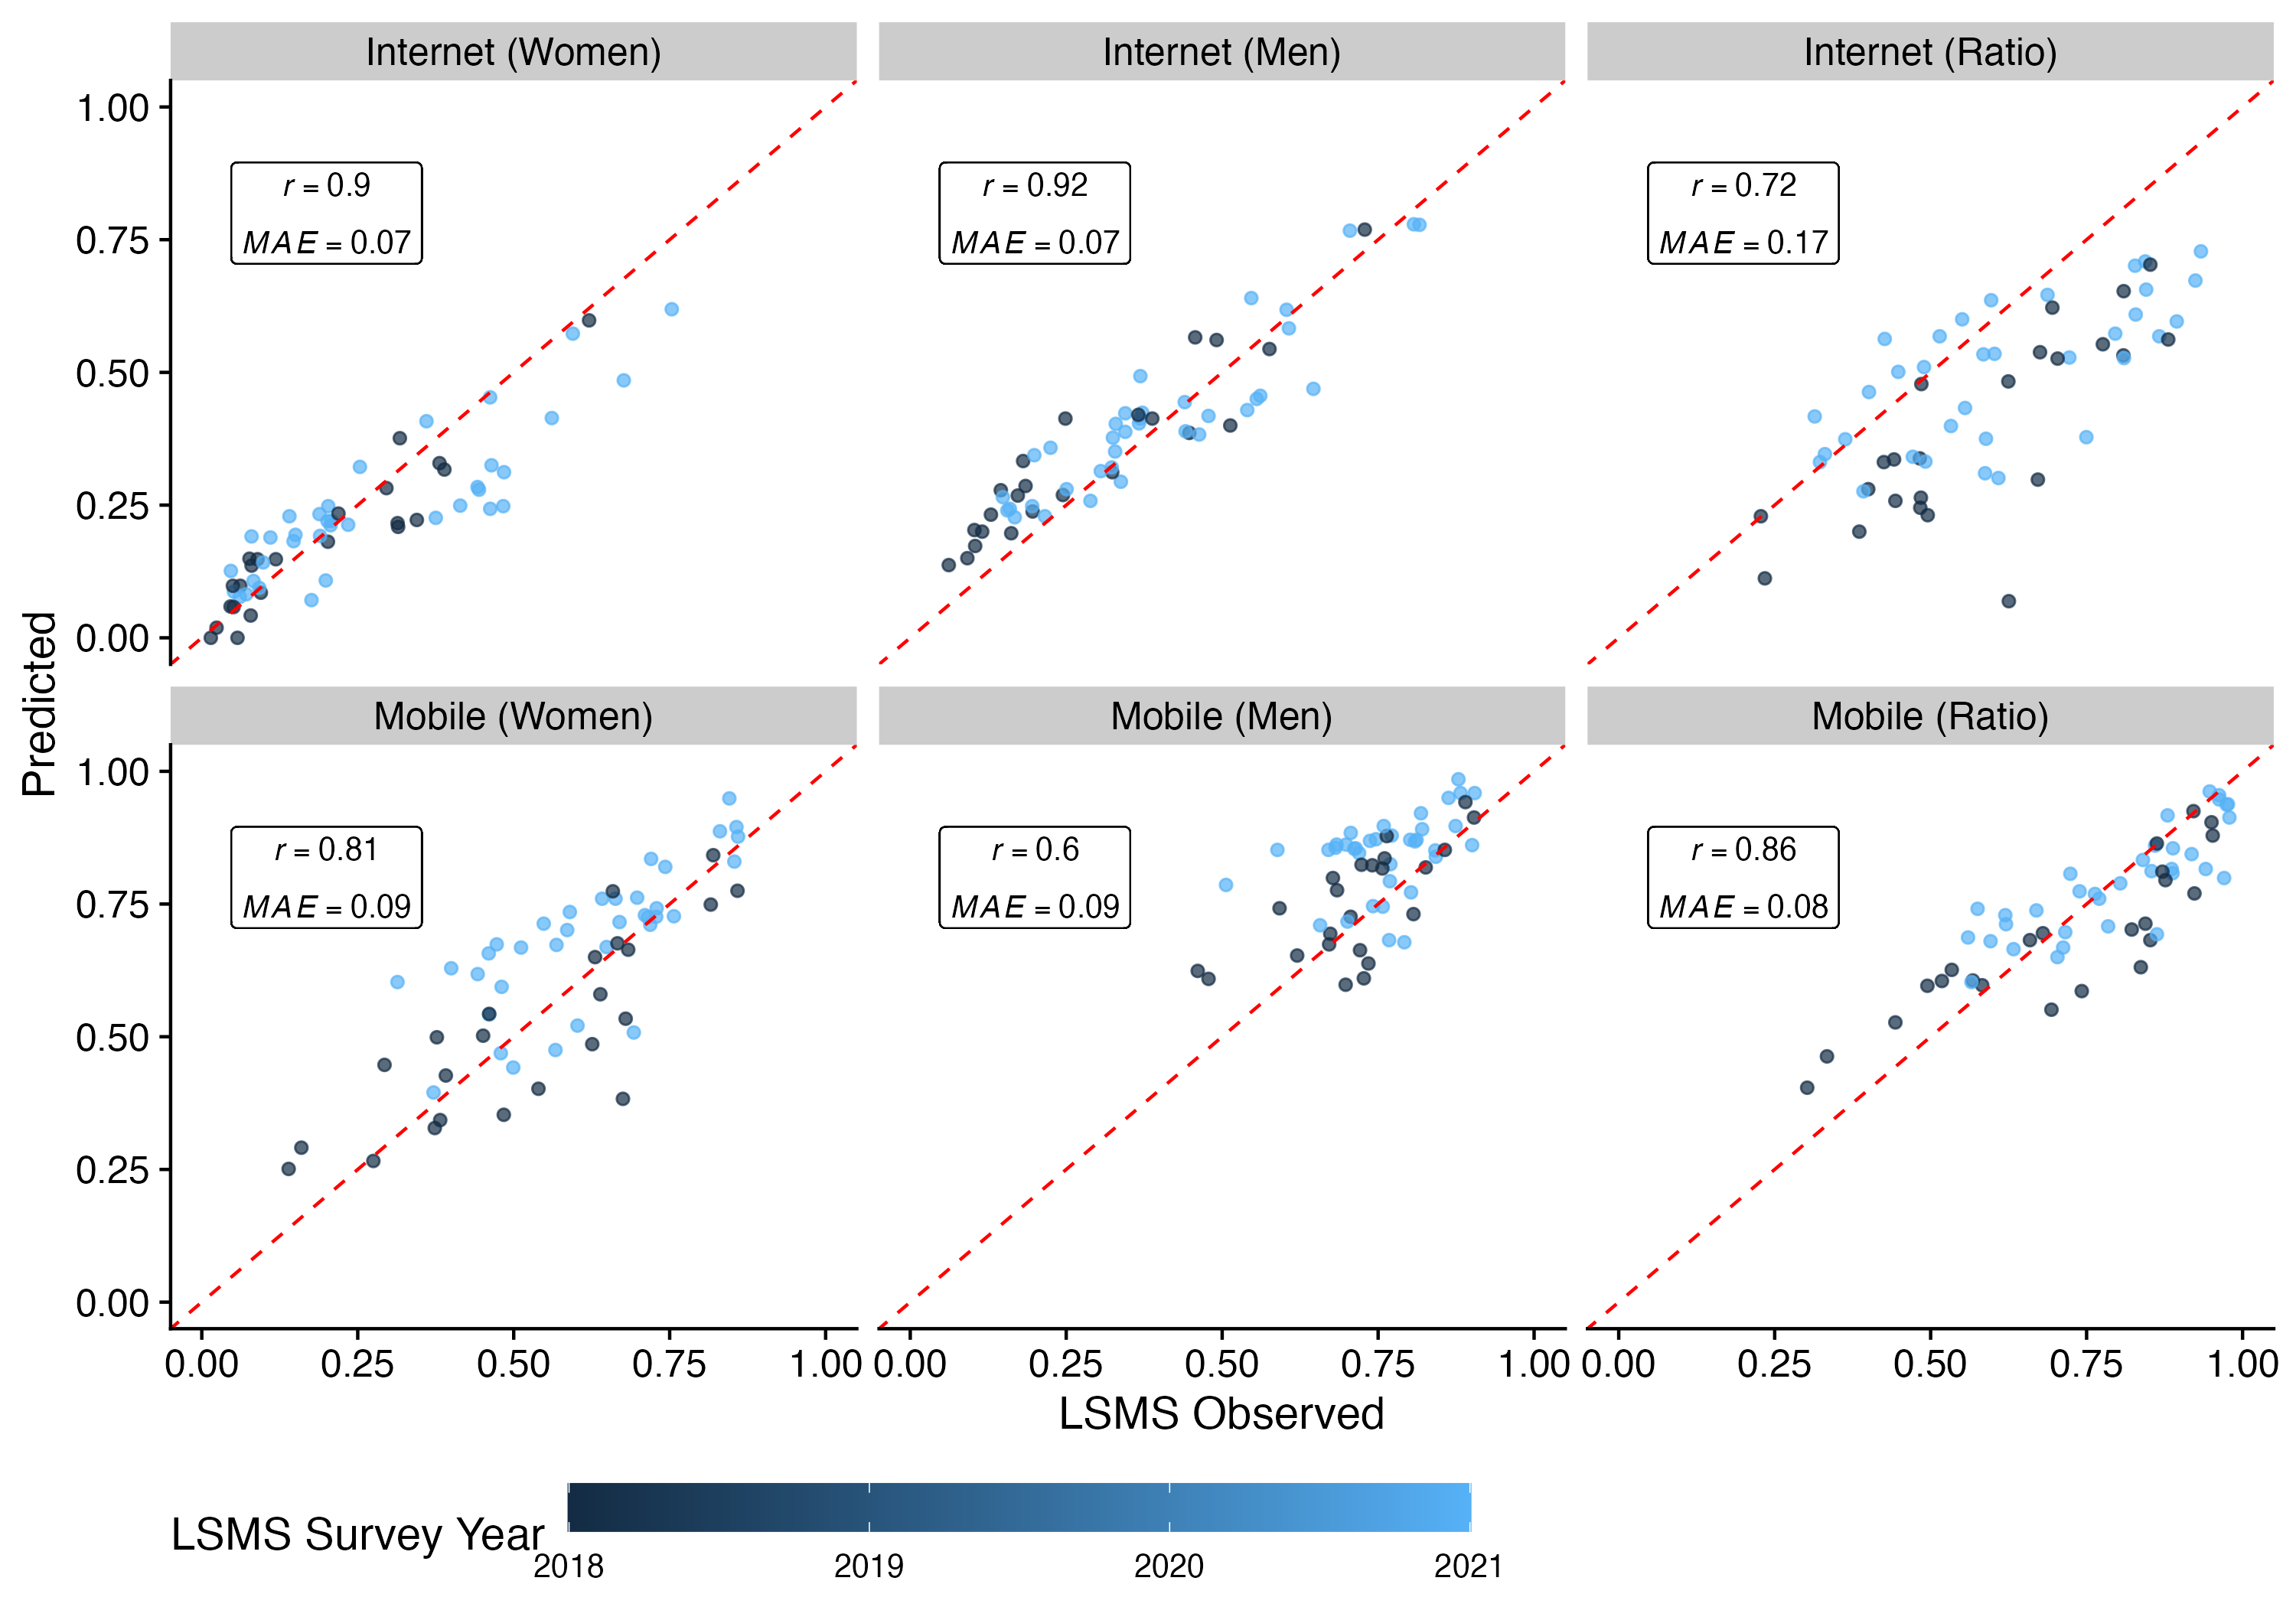 Internet (Women)
Internet (Men)
Internet (Ratio)
1.00
0.75
0.50
0.25
0.00
r = 0.9
MAE = 0.07
r = 0.92
MAE = 0.07
r = 0.72
MAE = 0.17
Predicted
Mobile (Women)
Mobile (Men)
Mobile (Ratio)
1.00
0.75
0.50
0.25
0.00
r = 0.81
MAE = 0.09
r = 0.6
MAE = 0.09
r = 0.86
MAE = 0.08
0.00 0.25 0.50 0.75 1.00
0.00 0.25 0.50 0.75 1.00
0.00 0.25 0.50 0.75 1.00
LSMS Observed
LSMS Survey Year
2018 2019 2020 2021